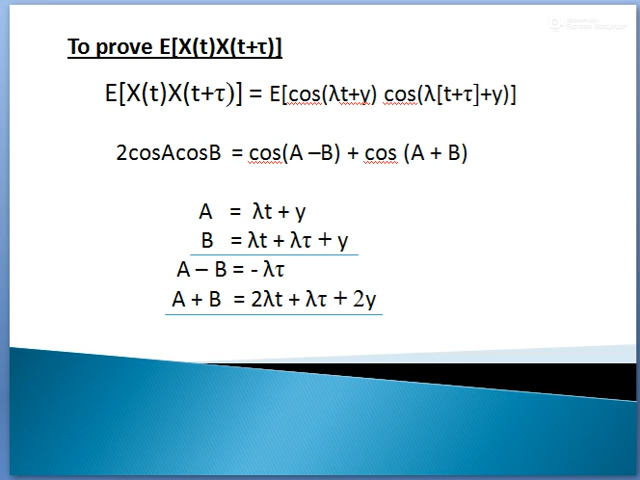 To prove E[X(t)X(t+τ)]
E[X(t)X(t+τ)] = E[cos(λt+y) cos(λ[t+τ]+y)]
2cosAcosB = cos(A –B) + cos (A + B)
A = λt + y
B = λt + λτ + y
A – B = - λτ
A + B = 2λt + λτ + 2y